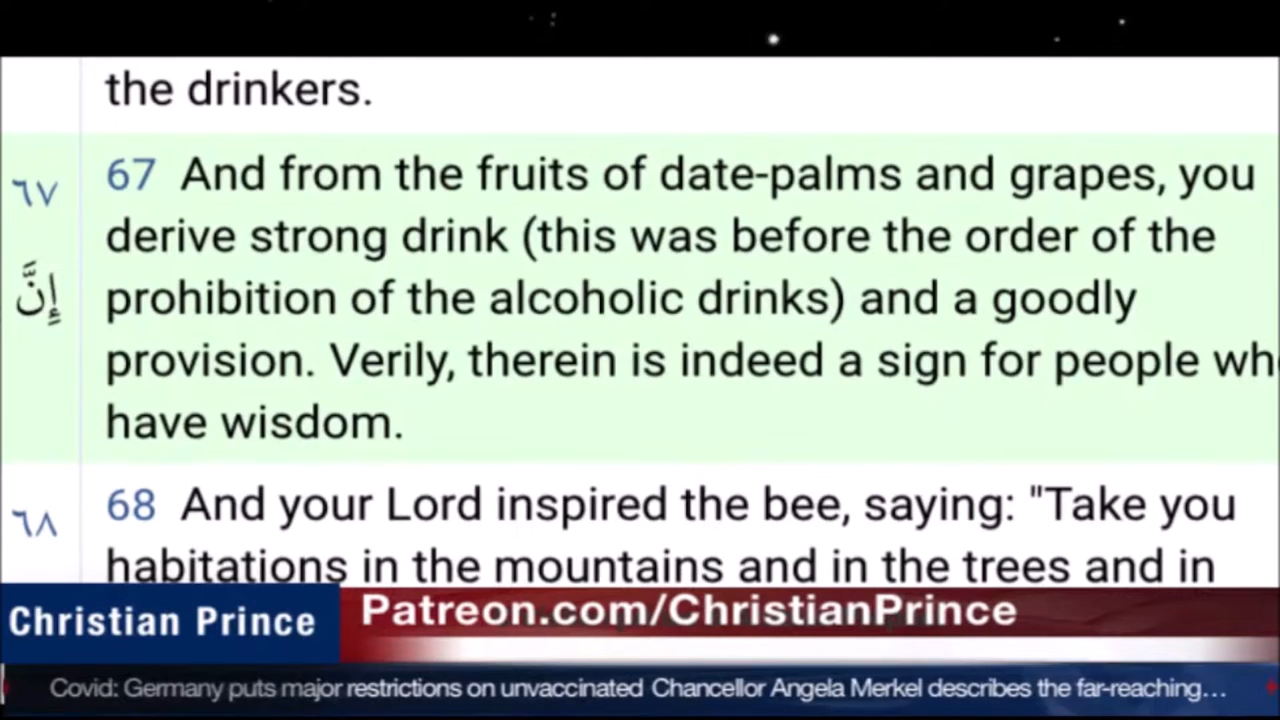 the drinkers.
٦٧
67 And from the fruits of date-palms and grapes, you
derive strong drink (this was before the order of the
إِنَّ
prohibition of the alcoholic drinks) and a goodly
provision. Verily, therein is indeed a sign for people wh
have wisdom.
٦٨
68 And your Lord inspired the bee, saying: "Take you
habitations in the mountains and in the trees and in
Christian Prince
Patreon.com/ChristianPrince
Covid: Germany puts major restrictions on unvaccinated Chancellor Angela Merkel describes the far-reaching...